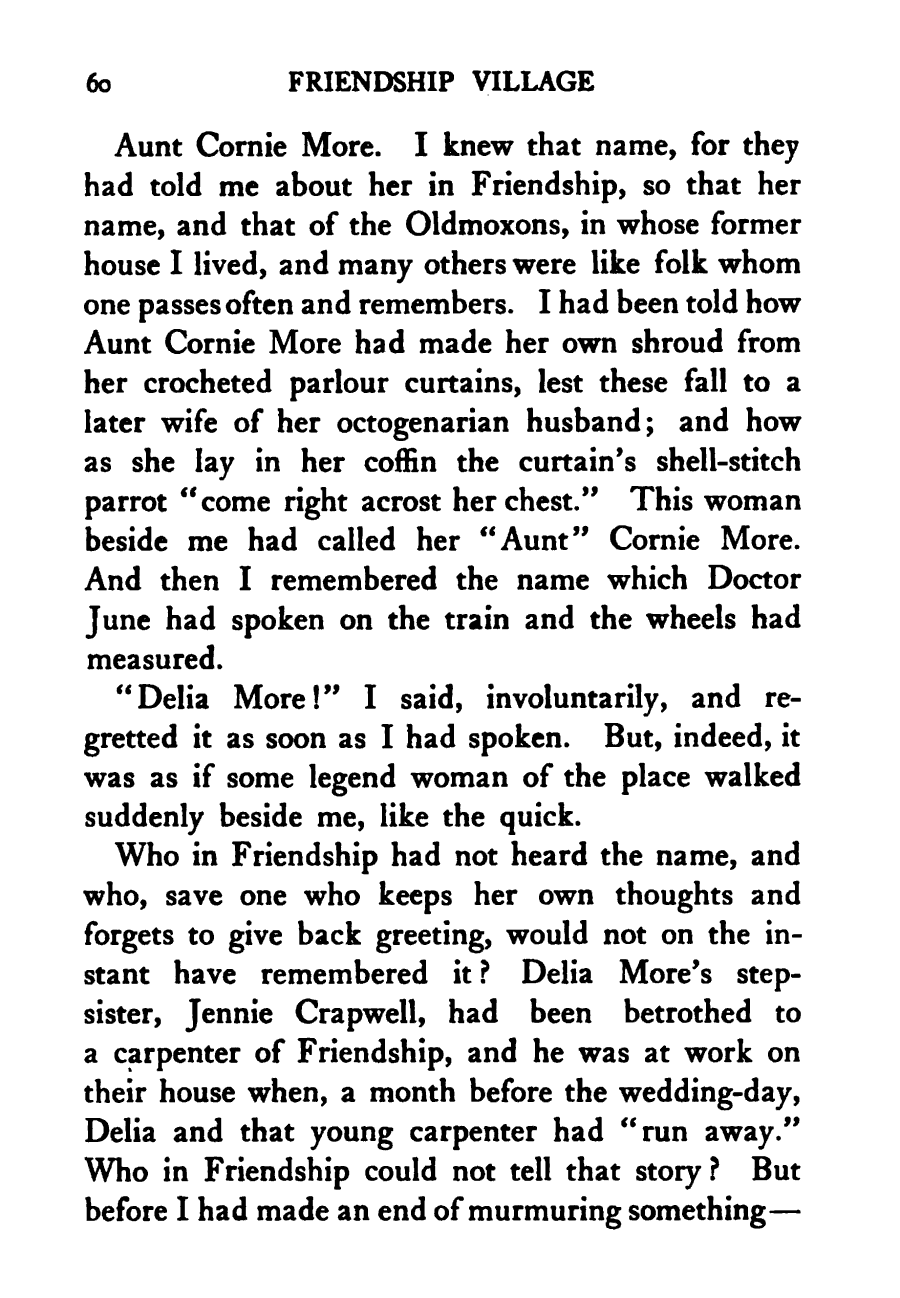 60 FRIENDSHIP VILLAGE
Aunt Cornie More. I knew that name, for they
had told me about her in Friendship, so that her
name, and that of the Oldmoxons, in whose former
house I lived, and many others were like folk whom
one passes often and remembers. I had been told how
Aunt Cornie More had made her own shroud from
her crocheted parlour curtains, lest these fall to a
later wife of her octogenarian husband; and how
as she lay in her coffin the curtain's shell-stitch
parrot "come right acrost her chest." This woman
beside me had called her "Aunt" Cornie More.
And then I remembered the name which Doctor
June had spoken on the train and the wheels had
measured.
"Delia More!" I said, involuntarily, and re-
gretted it as soon as I had spoken. But, indeed, it
was as if some legend woman of the place walked
suddenly beside me, like the quick.
Who in Friendship had not heard the name, and
who, save one who keeps her own thoughts and
forgets to give back greeting, would not on the in-
stant have remembered it? Delia More's step-
sister, Jennie Crapwell, had been betrothed to
a carpenter of Friendship, and he was at work on
their house when, a month before the wedding-day,
Delia and that young carpenter had "run away."
Who in Friendship could not tell that story? But
before I had made an end of murmuring something—